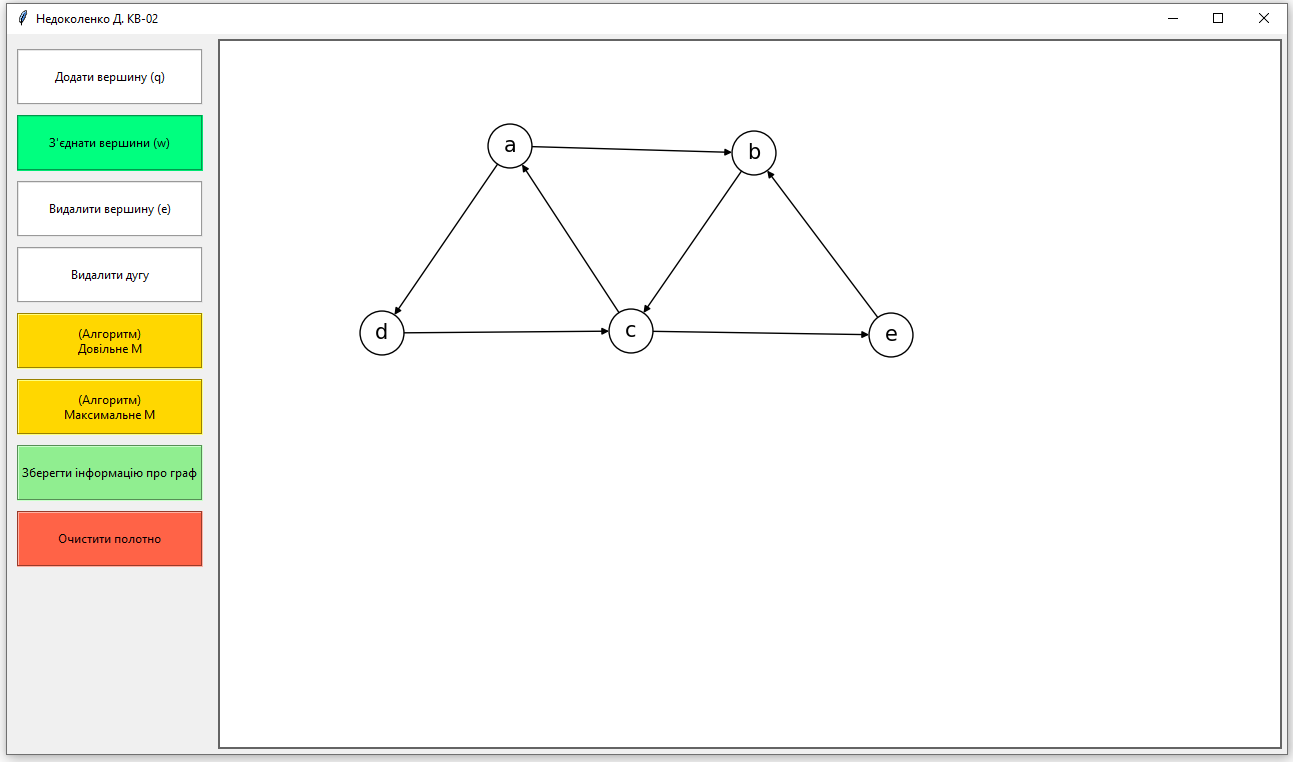 Недоколенко Д. КВ-02
Додати вершину (q)
З'єднати вершини (w)
Видалити вершину (e)
Видалити дугу
(Алгоритм)
Довільне М
(Алгоритм)
Максимальне М
Зберегти інформацію про граф
Очистити полотно
a
b
d
c
e